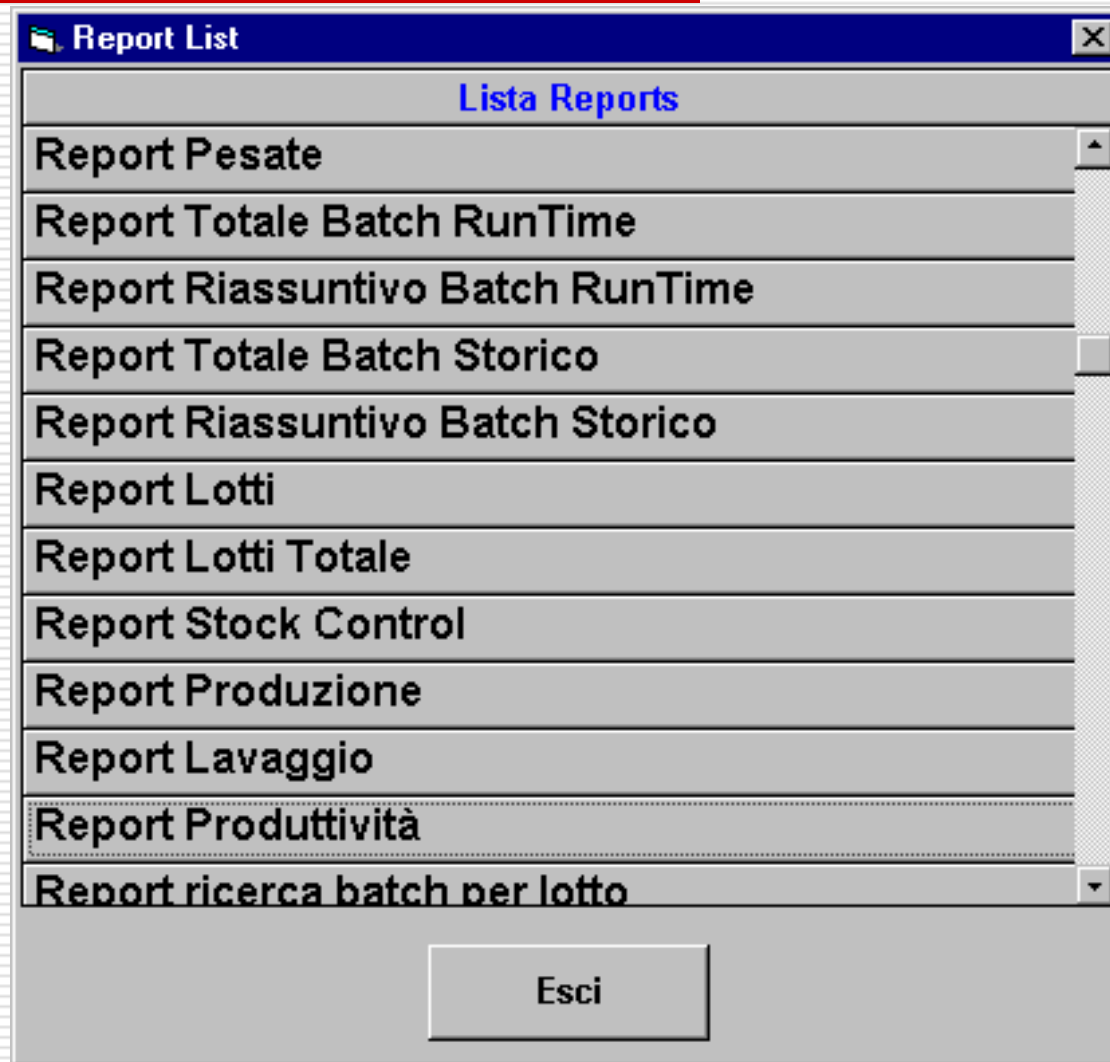 Report List
Lista Reports
Report Pesate
Report Totale Batch RunTime
Report Riassuntivo Batch RunTime
Report Totale Batch Storico
Report Riassuntivo Batch Storico
Report Lotti
Report Lotti Totale
Report Stock Control
Report Produzione
Report Lavaggio
Report Produttività
Report ricerca batch per lotto
Esci